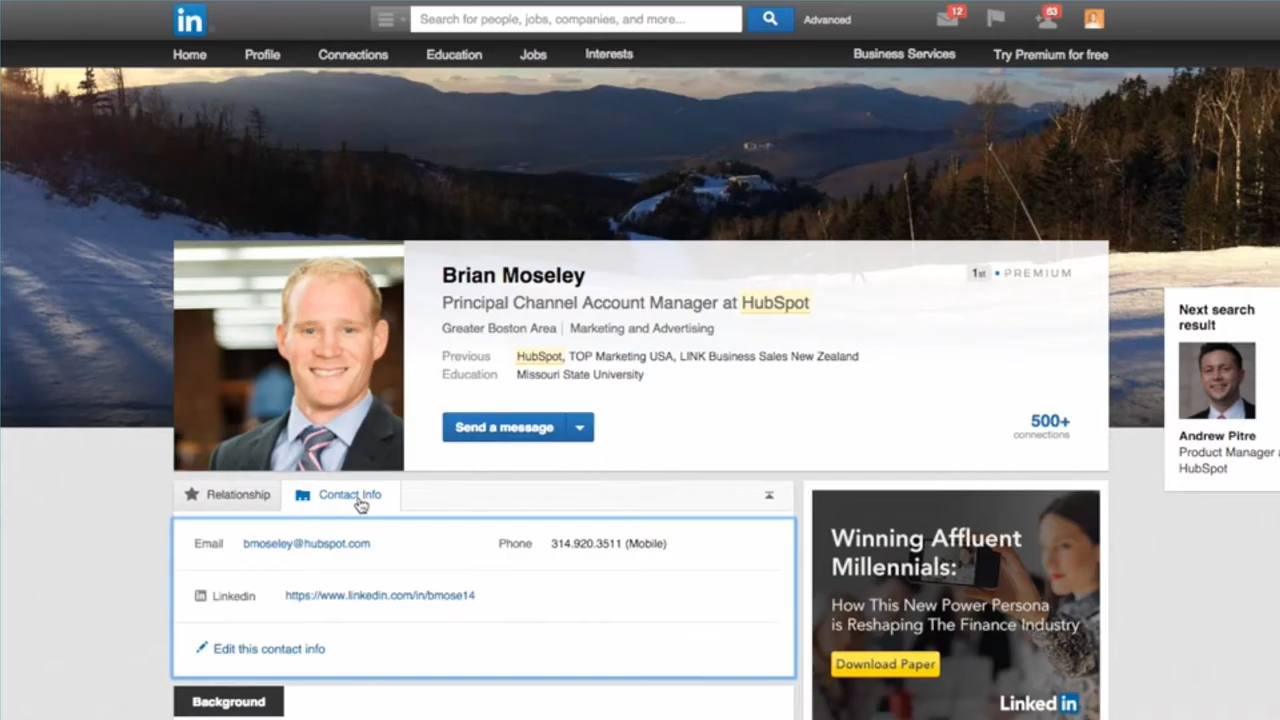 in
Search for people, jobs, companies, and more...
Advanced
12
63
Home Profile Connections Education Jobs Interests Business Services Try Premium for free
Brian Moseley
1st • PREMIUM
Principal Channel Account Manager at HubSpot
Greater Boston Area | Marketing and Advertising
Previous HubSpot, TOP Marketing USA, LINK Business Sales New Zealand
Education Missouri State University
Send a message
500+
connections
Next search
result
Andrew Pitre
Product Manager
HubSpot
Relationship Contact Info
Email bmoseley@hubspot.com Phone 314.920.3511 (Mobile)
in Linkedin https://www.linkedin.com/in/bmose14
Edit this contact info
Background
Winning Affluent
Millennials:
How This New Power Persona
is Reshaping The Finance Industry
Download Paper
Linked in